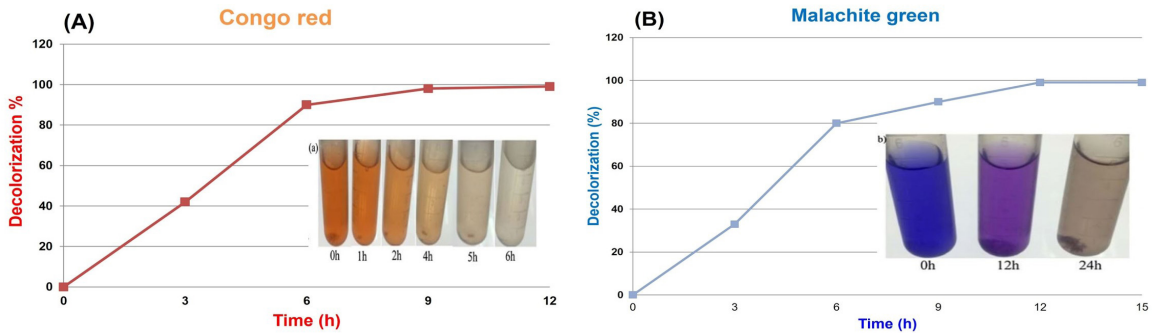 (A)
Congo red
Decolorization %
120
100
80
60
40
20
0
0 3 6 9 12
Time (h)
(a)
0h 1h 2h 4h 5h 6h
(B)
Malachite green
Decolorization (%)
120
100
80
60
40
20
0
0 3 6 9 12 15
Time (h)
b)
0h 12h 24h